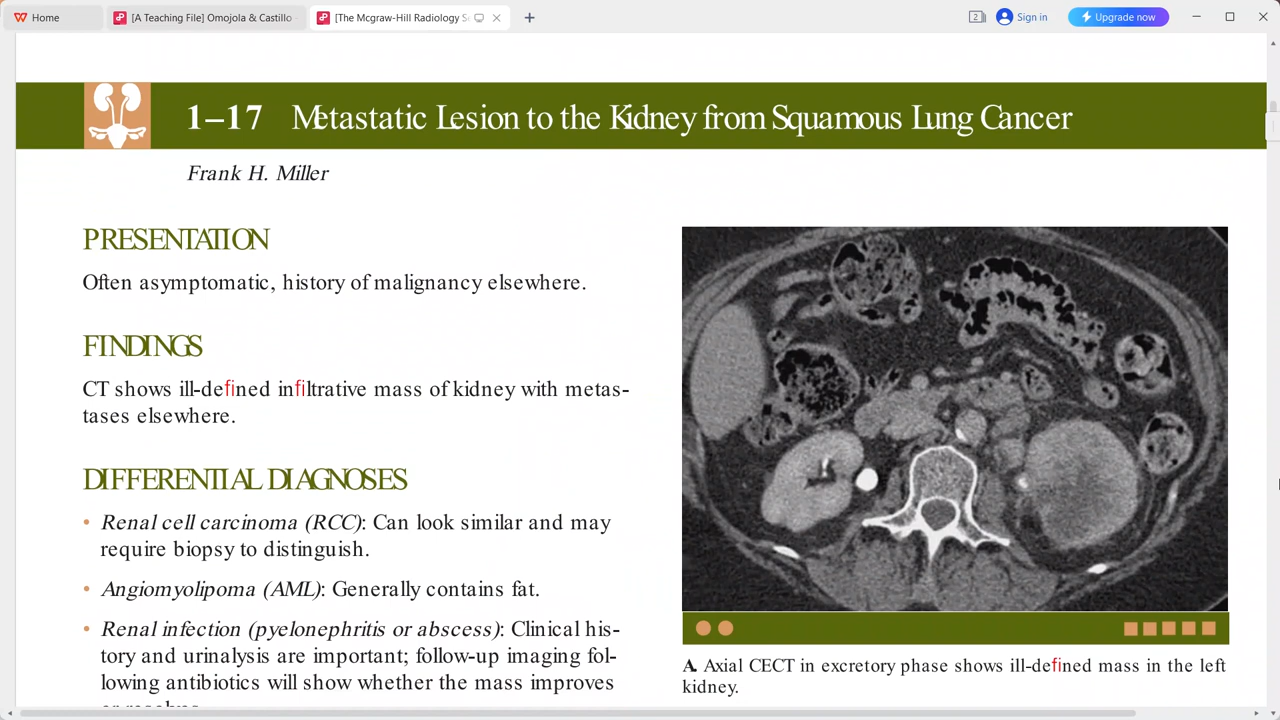 Home
[A Teaching File] Omojola & Castillo
[The Mcgraw-Hill Radiology S
2
Sign in
Upgrade now
1–17 Metastatic Lesion to the Kidney from Squamous Lung Cancer
Frank H. Miller
PRESENTATION
Often asymptomatic, history of malignancy elsewhere.
FINDINGS
CT shows ill-defined infiltrative mass of kidney with metas-
tases elsewhere.
DIFFERENTIAL DIAGNOSES
• Renal cell carcinoma (RCC): Can look similar and may
require biopsy to distinguish.
• Angiomyolipoma (AML): Generally contains fat.
• Renal infection (pyelonephritis or abscess): Clinical his-
tory and urinalysis are important; follow-up imaging fol-
lowing antibiotics will show whether the mass improves
A. Axial CECT in excretory phase shows ill-defined mass in the left
kidney.